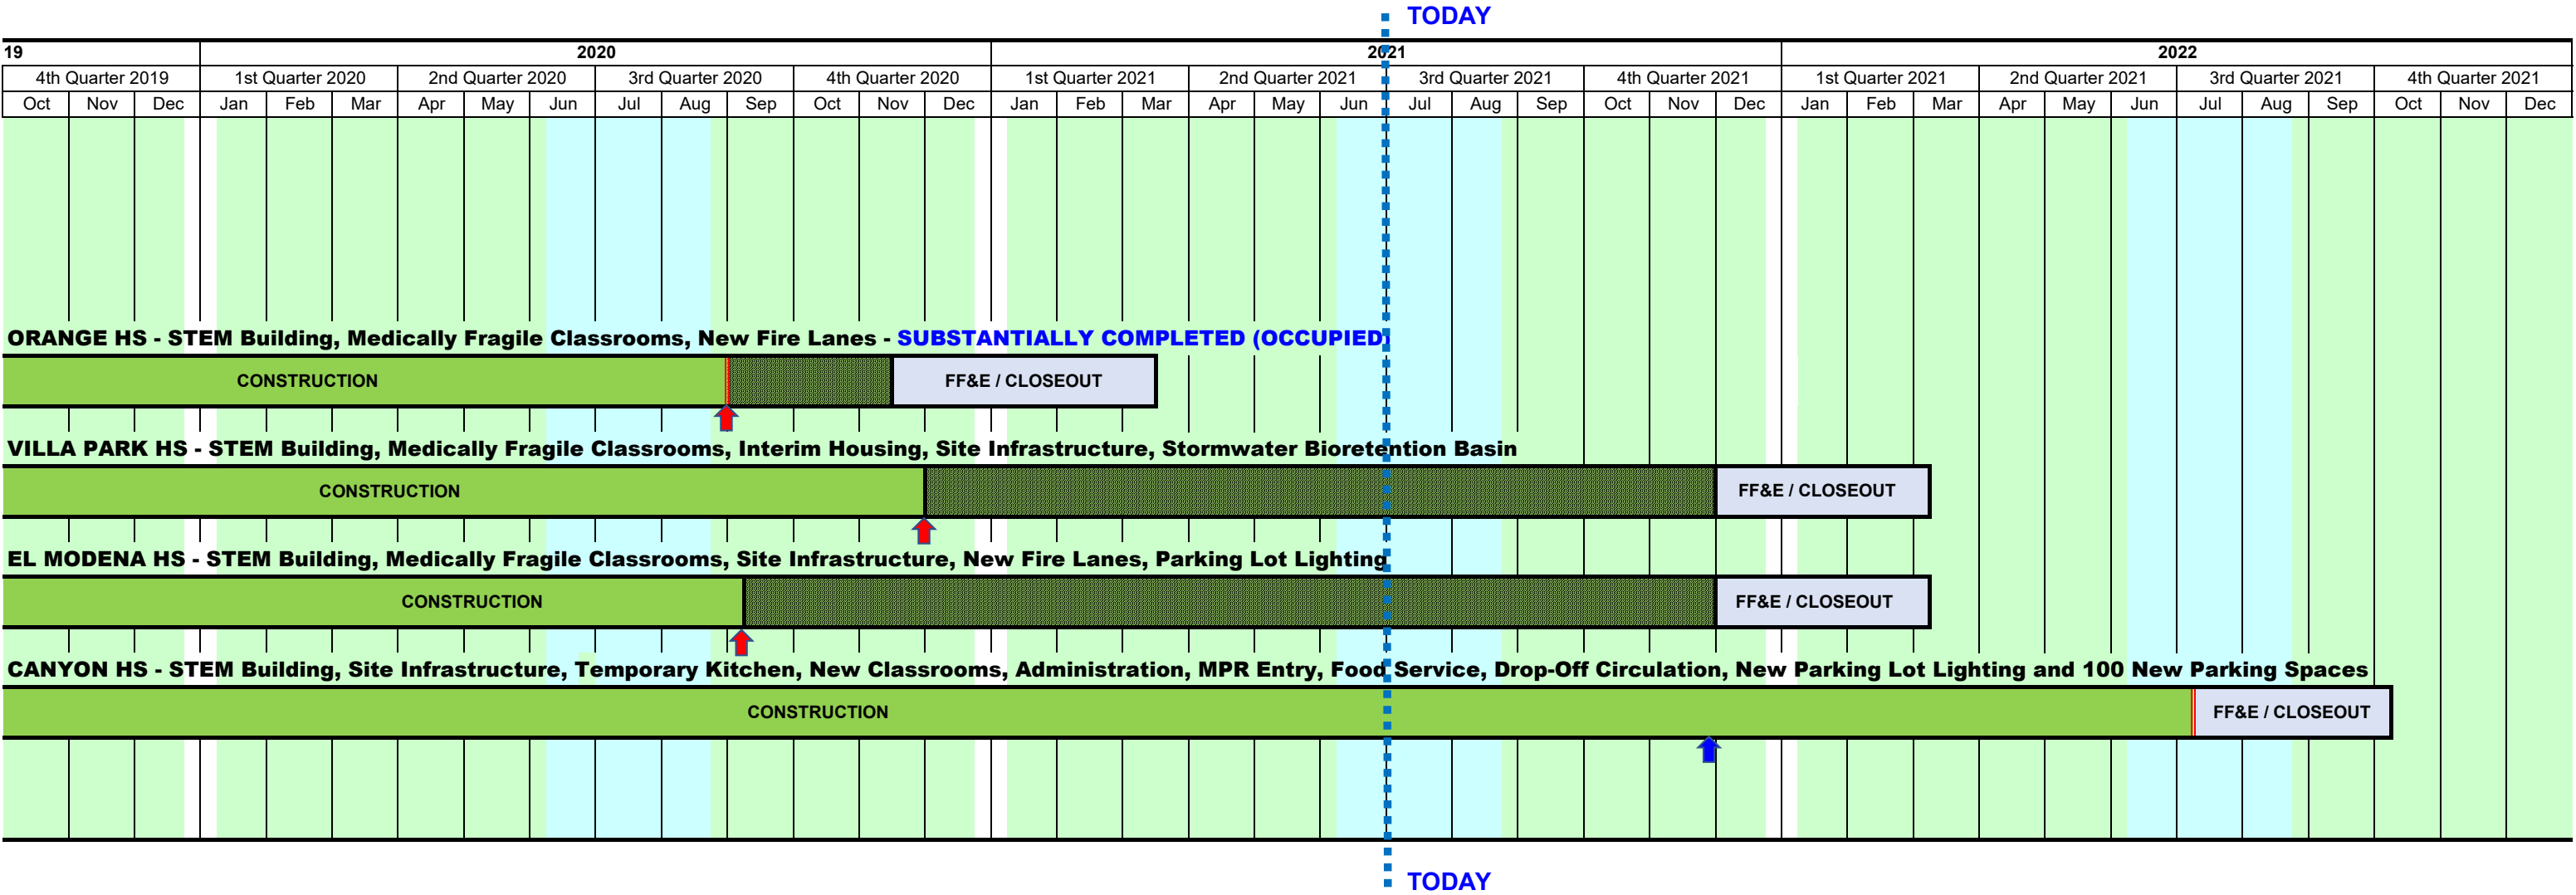 TODAY
19 2020 2021 2022
4th Quarter 2019 1st Quarter 2020 2nd Quarter 2020 3rd Quarter 2020 4th Quarter 2020 1st Quarter 2021 2nd Quarter 2021 3rd Quarter 2021 4th Quarter 2021 1st Quarter 2021 2nd Quarter 2021 3rd Quarter 2021 4th Quarter 2021
Oct Nov Dec Jan Feb Mar Apr May Jun Jul Aug Sep Oct Nov Dec Jan Feb Mar Apr May Jun Jul Aug Sep Oct Nov Dec Jan Feb Mar Apr May Jun Jul Aug Sep Oct Nov Dec
ORANGE HS - STEM Building, Medically Fragile Classrooms, New Fire Lanes - SUBSTANTIALLY COMPLETED (OCCUPIED)
CONSTRUCTION FF&E / CLOSEOUT
VILLA PARK HS - STEM Building, Medically Fragile Classrooms, Interim Housing, Site Infrastructure, Stormwater Bioretention Basin
CONSTRUCTION FF&E / CLOSEOUT
EL MODENA HS - STEM Building, Medically Fragile Classrooms, Site Infrastructure, New Fire Lanes, Parking Lot Lighting
CONSTRUCTION FF&E / CLOSEOUT
CANYON HS - STEM Building, Site Infrastructure, Temporary Kitchen, New Classrooms, Administration, MPR Entry, Food Service, Drop-Off Circulation, New Parking Lot Lighting and 100 New Parking Spaces
CONSTRUCTION FF&E / CLOSEOUT
TODAY